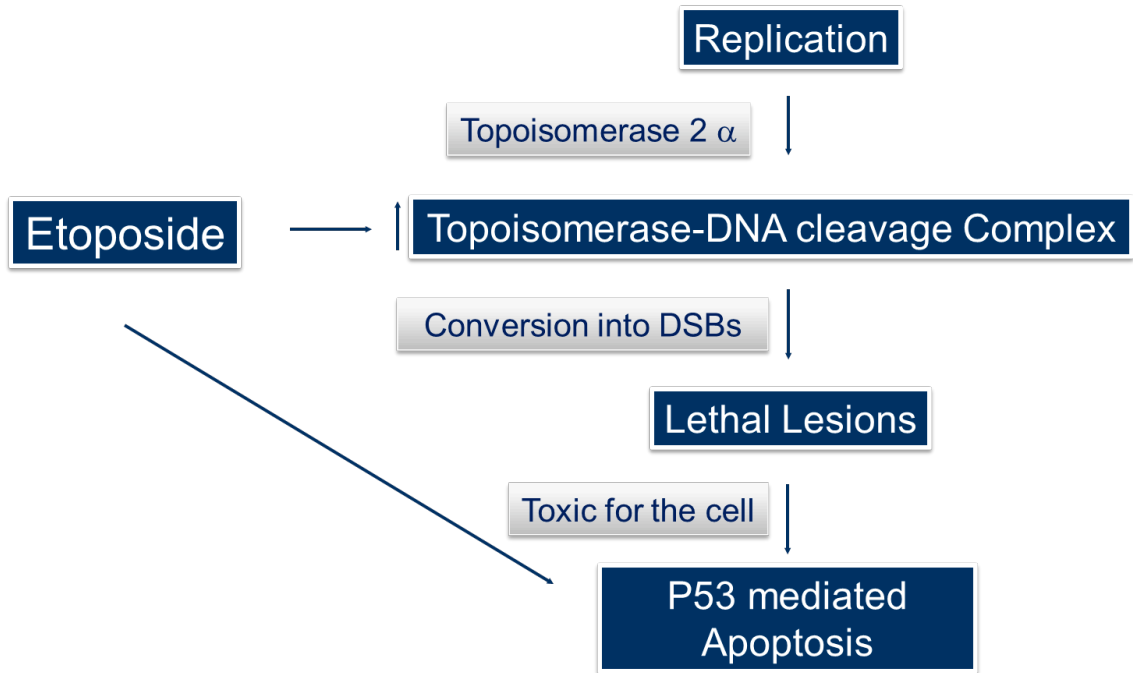 Replication
Topoisomerase 2 α
Etoposide
Topoisomerase-DNA cleavage Complex
Conversion into DSBs
Lethal Lesions
Toxic for the cell
P53 mediated
Apoptosis